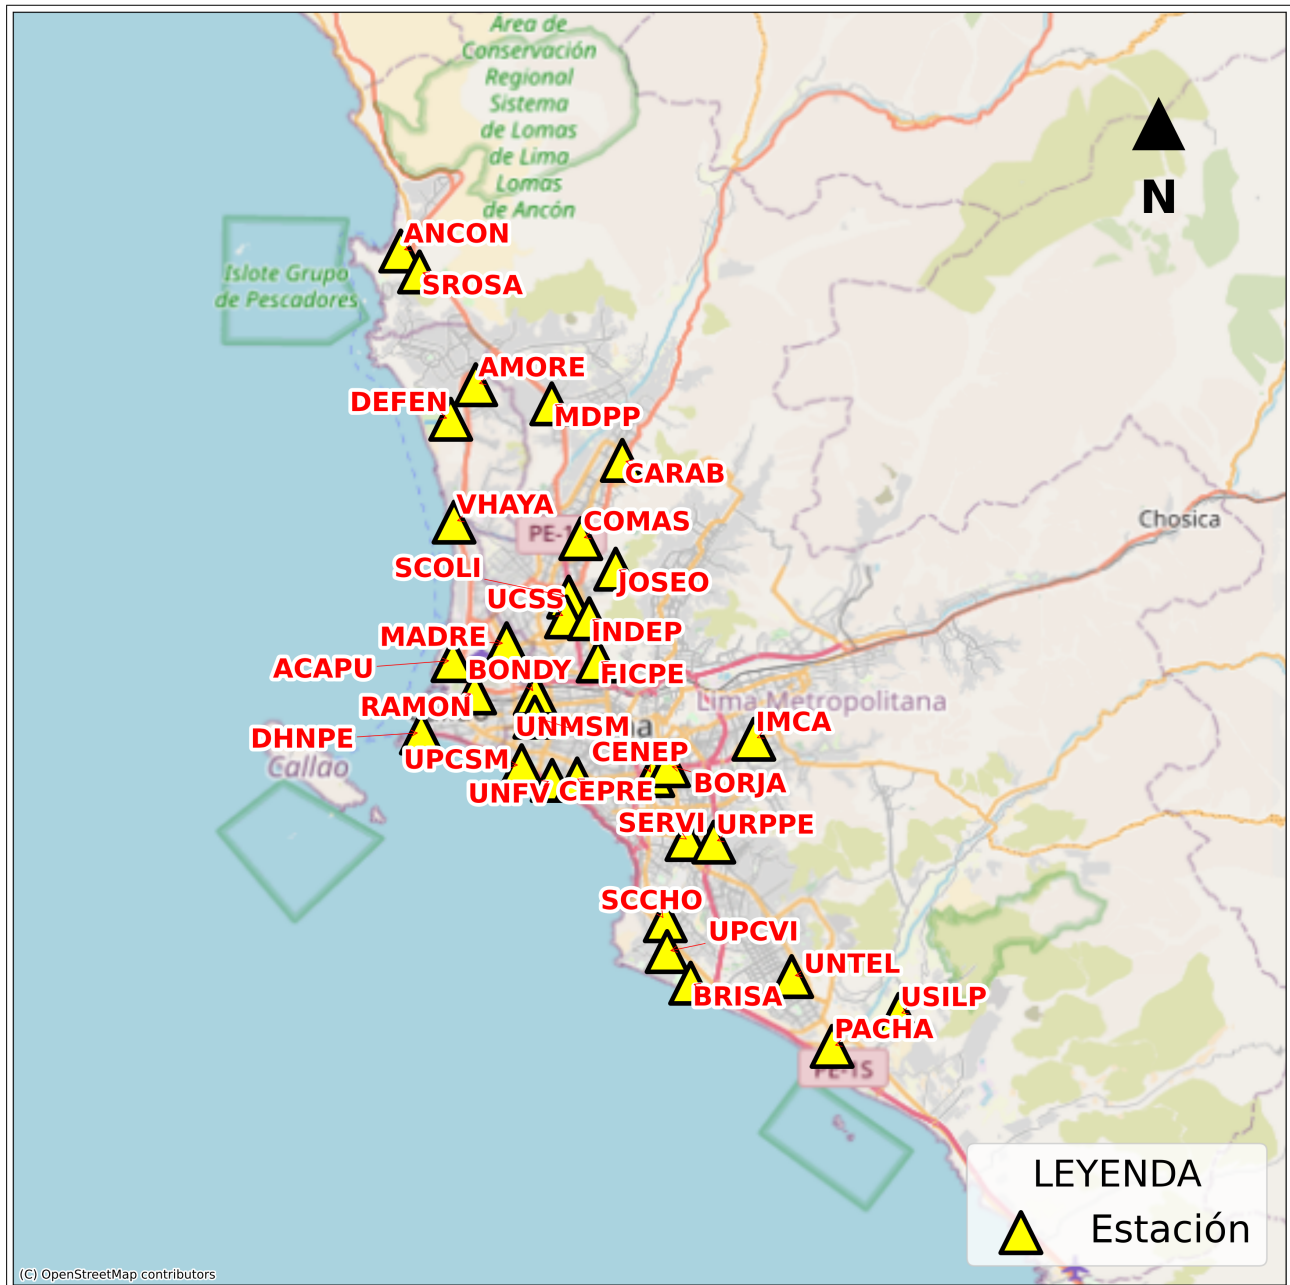 Área de
Conservación
Regional
Sistema
de Lomas
de Lima
Lomas
de Ancón
N
ANCON
Islote Grupo
de Pescadores
SROSA
AMORE
DEFEN
MDPP
CARAB
VHAYA
COMAS
PE-1
Chosica
SCOLI
JOSEO
UCSS
INDEP
MADRE
ACAPU
BONDY
FICPE
Lima Metropolitana
RAMON
UNMSM
IMCA
DHNPE
CENEP
Callao
UPCSM
BORJA
UNFV
CEPRE
SERVI
URPPE
SCCHO
UPCVI
UNTEL
BRISA
USILP
PACHA
PE-1S
LEYENDA
Estación
(C) OpenStreetMap contributors